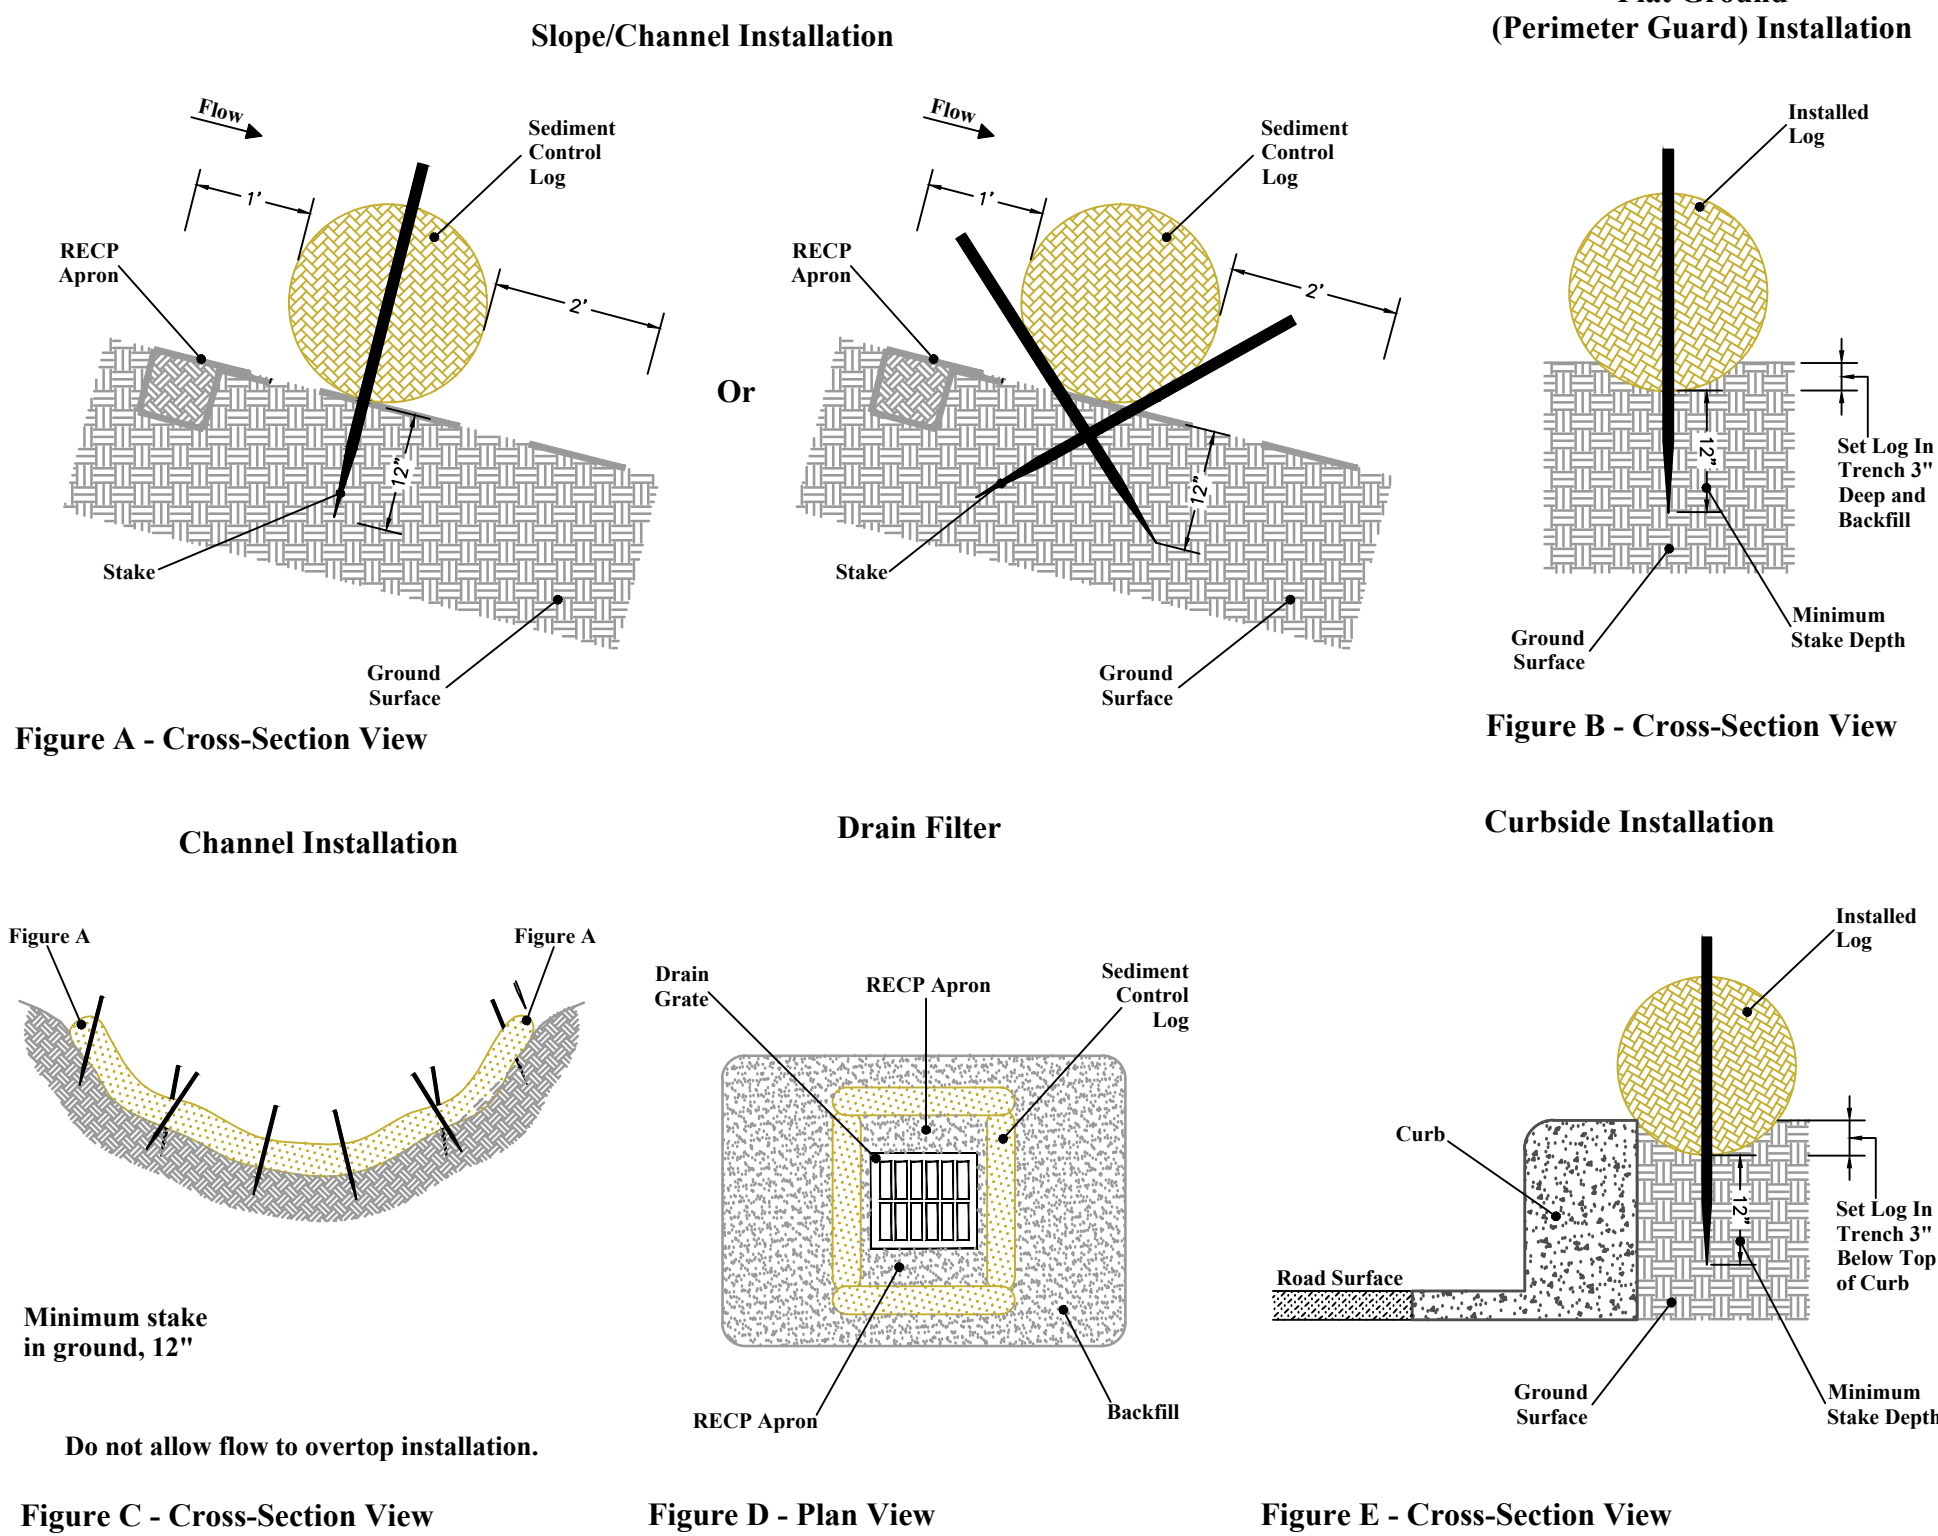 Slope/Channel Installation
(Perimeter Guard) Installation
Flow
1'
Sediment
Control
Log
RECP
Apron
2'
12"
Stake
Ground
Surface
Figure A - Cross-Section View
Or
Flow
1'
Sediment
Control
Log
RECP
Apron
2'
12"
Stake
Ground
Surface
Installed
Log
12"
Set Log In
Trench 3"
Deep and
Backfill
Minimum
Stake Depth
Ground
Surface
Figure B - Cross-Section View
Channel Installation
Figure A
Figure A
Minimum stake
in ground, 12"
Do not allow flow to overtop installation.
Figure C - Cross-Section View
Drain Filter
Drain
Grate
RECP Apron
Sediment
Control
Log
RECP Apron
Backfill
Figure D - Plan View
Curbside Installation
Installed
Log
Curb
12"
Road Surface
Set Log In
Trench 3"
Below Top
of Curb
Ground
Surface
Minimum
Stake Depth
Figure E - Cross-Section View